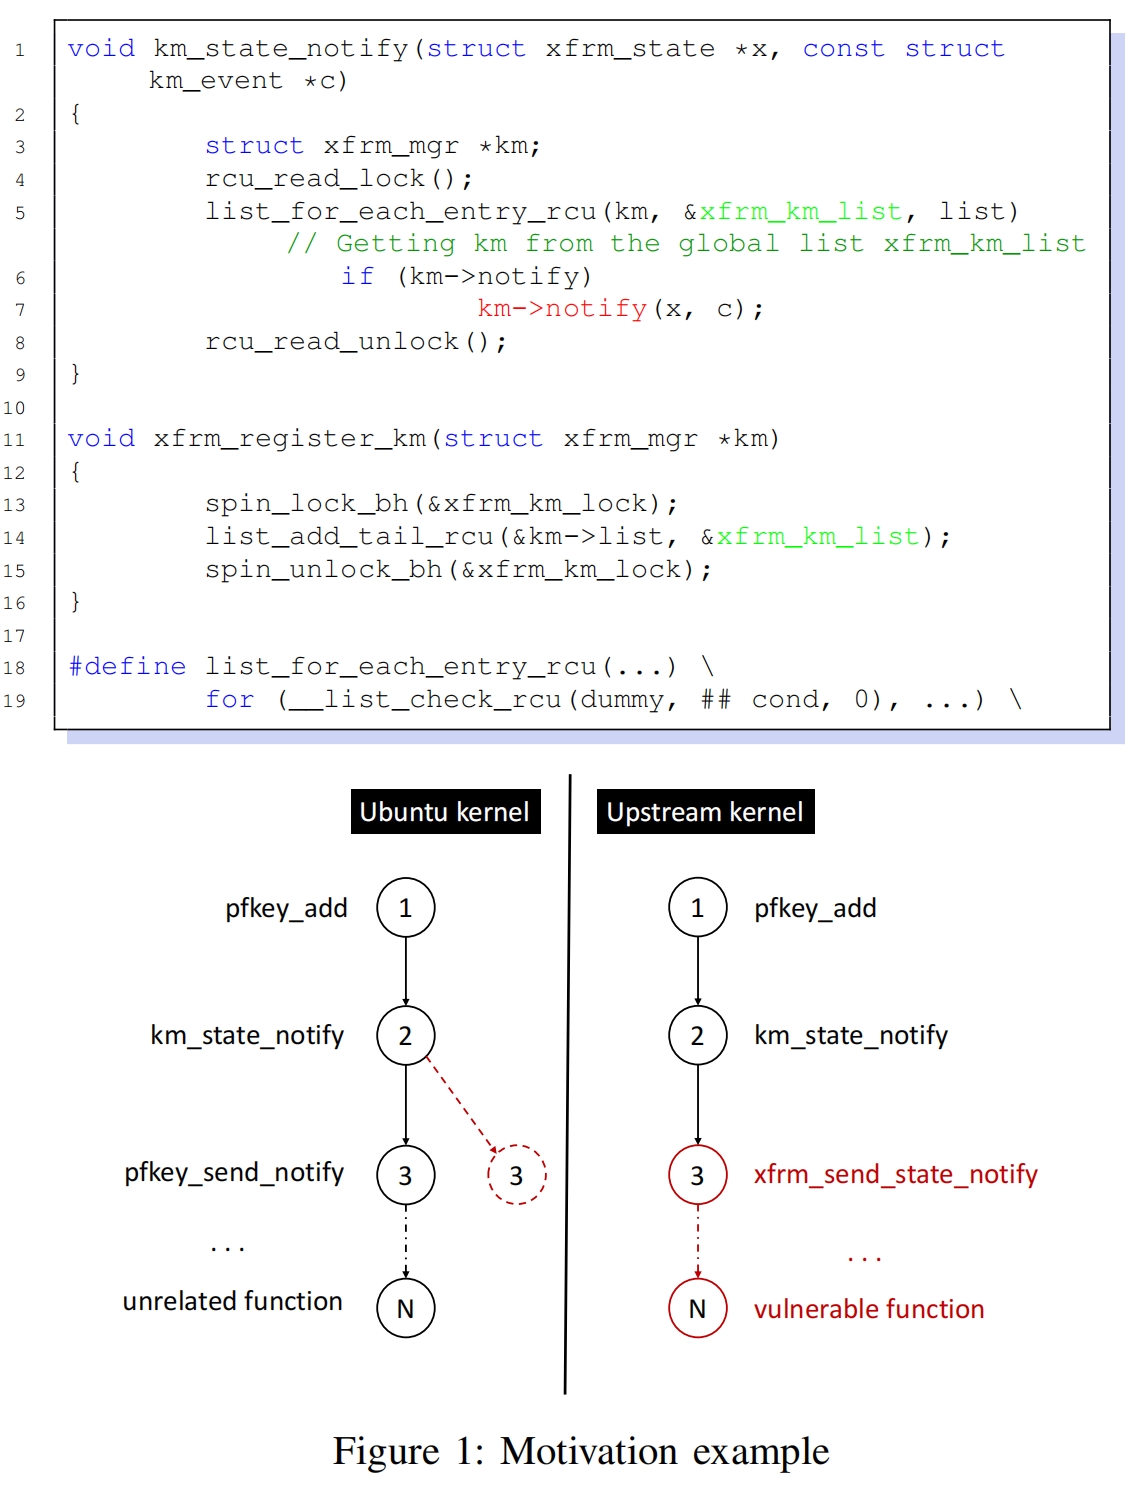 1 void km_state_notify(struct xfrm_state *x, const struct
km_event *c)
2 {
3 struct xfrm_mgr *km;
4 rcu_read_lock();
5 list_for_each_entry_rcu(km, &xfrm_km_list, list)
// Getting km from the global list xfrm_km_list
6 if (km->notify)
7 km->notify(x, c);
8 rcu_read_unlock();
9 }
10
11 void xfrm_register_km(struct xfrm_mgr *km)
12 {
13 spin_lock_bh(&xfrm_km_lock);
14 list_add_tail_rcu(&km->list, &xfrm_km_list);
15 spin_unlock_bh(&xfrm_km_lock);
16 }
17
18 #define list_for_each_entry_rcu(...) \
19 for (__list_check_rcu(dummy, ## cond, 0), ...) \
Ubuntu kernel Upstream kernel
pfkey_add 1 1 pfkey_add
km_state_notify 2 2 km_state_notify
pfkey_send_notify 3 3 3 xfrm_send_state_notify
... ...
unrelated function N N vulnerable function
Figure 1: Motivation example